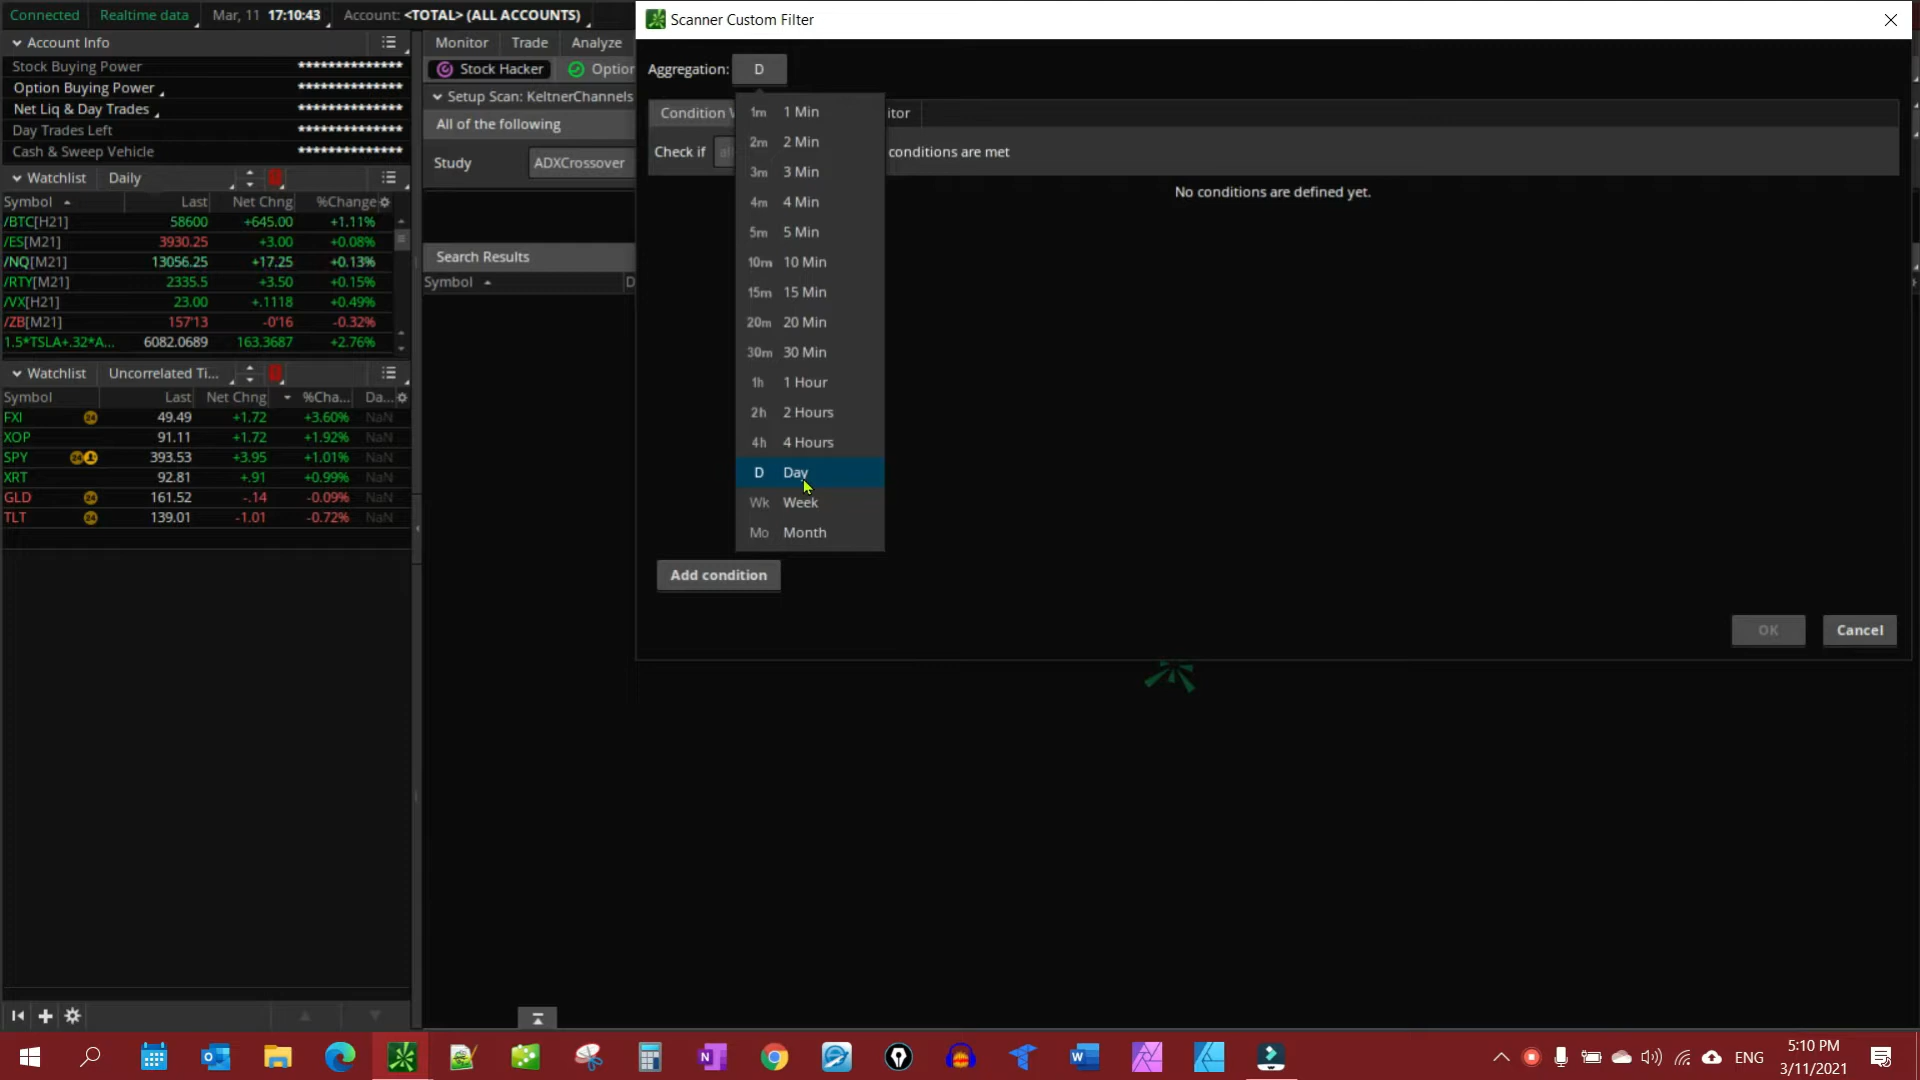 Connected Realtime data Mar, 11 17:10:43 Account: <TOTAL> (ALL ACCOUNTS)
Account Info
Stock Buying Power **************
Option Buying Power **************
Net Liq & Day Trades **************
Day Trades Left **************
Cash & Sweep Vehicle **************
Watchlist Daily
Symbol Last Net Chng %Change
/BTC[H21] 58600 +645.00 +1.11%
/ES[M21] 3930.25 +3.00 +0.08%
/NQ[M21] 13056.25 +17.25 +0.13%
/RTY[M21] 2335.5 +3.50 +0.15%
/VX[H21] 23.00 +.1118 +0.49%
/ZB[M21] 157'13 -0'16 -0.32%
1.5*TSLA+.32*A... 6082.0689 163.3687 +2.76%
Watchlist Uncorrelated Ti...
Symbol Last Net Chng %Cha... Da...
FXI 24 49.49 +1.72 +3.60% NaN
XOP 91.11 +1.72 +1.92% NaN
SPY 24 393.53 +3.95 +1.01% NaN
XRT 92.81 +.91 +0.99% NaN
GLD 24 161.52 -.14 -0.09% NaN
TLT 24 139.01 -1.01 -0.72% NaN
Monitor Trade Analyze
Stock Hacker Option
Setup Scan: KeltnerChannels
All of the following
Study ADXCrossover
Search Results
Symbol D
Scanner Custom Filter
Aggregation: D
Condition W itor
Check if all conditions are met
No conditions are defined yet.
1m 1 Min
2m 2 Min
3m 3 Min
4m 4 Min
5m 5 Min
10m 10 Min
15m 15 Min
20m 20 Min
30m 30 Min
1h 1 Hour
2h 2 Hours
4h 4 Hours
D Day
Wk Week
Mo Month
Add condition
OK Cancel
ENG
5:10 PM
3/11/2021